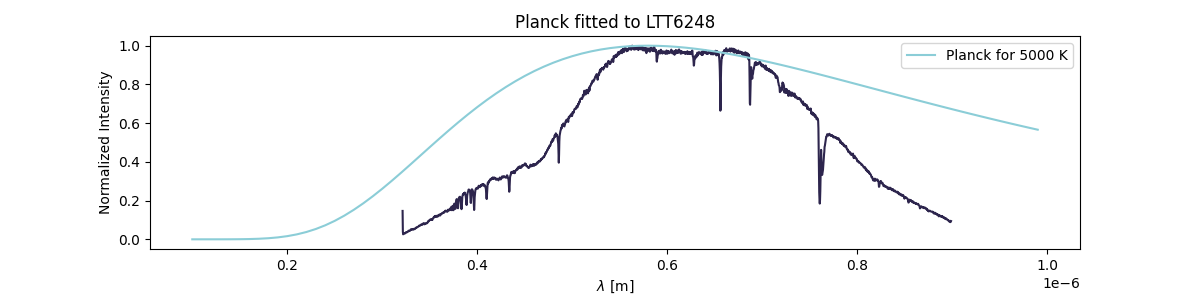 Planck fitted to LTT6248
Planck for 5000 K
Normalized Intensity
1.0
0.8
0.6
0.4
0.2
0.0
0.2 0.4 0.6 0.8 1.0
1e−6
λ [m]